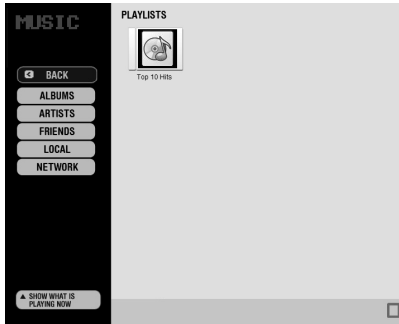 MUSIC
BACK
ALBUMS
ARTISTS
FRIENDS
LOCAL
NETWORK
SHOW WHAT IS
PLAYING NOW
PLAYLISTS
Top 10 Hits